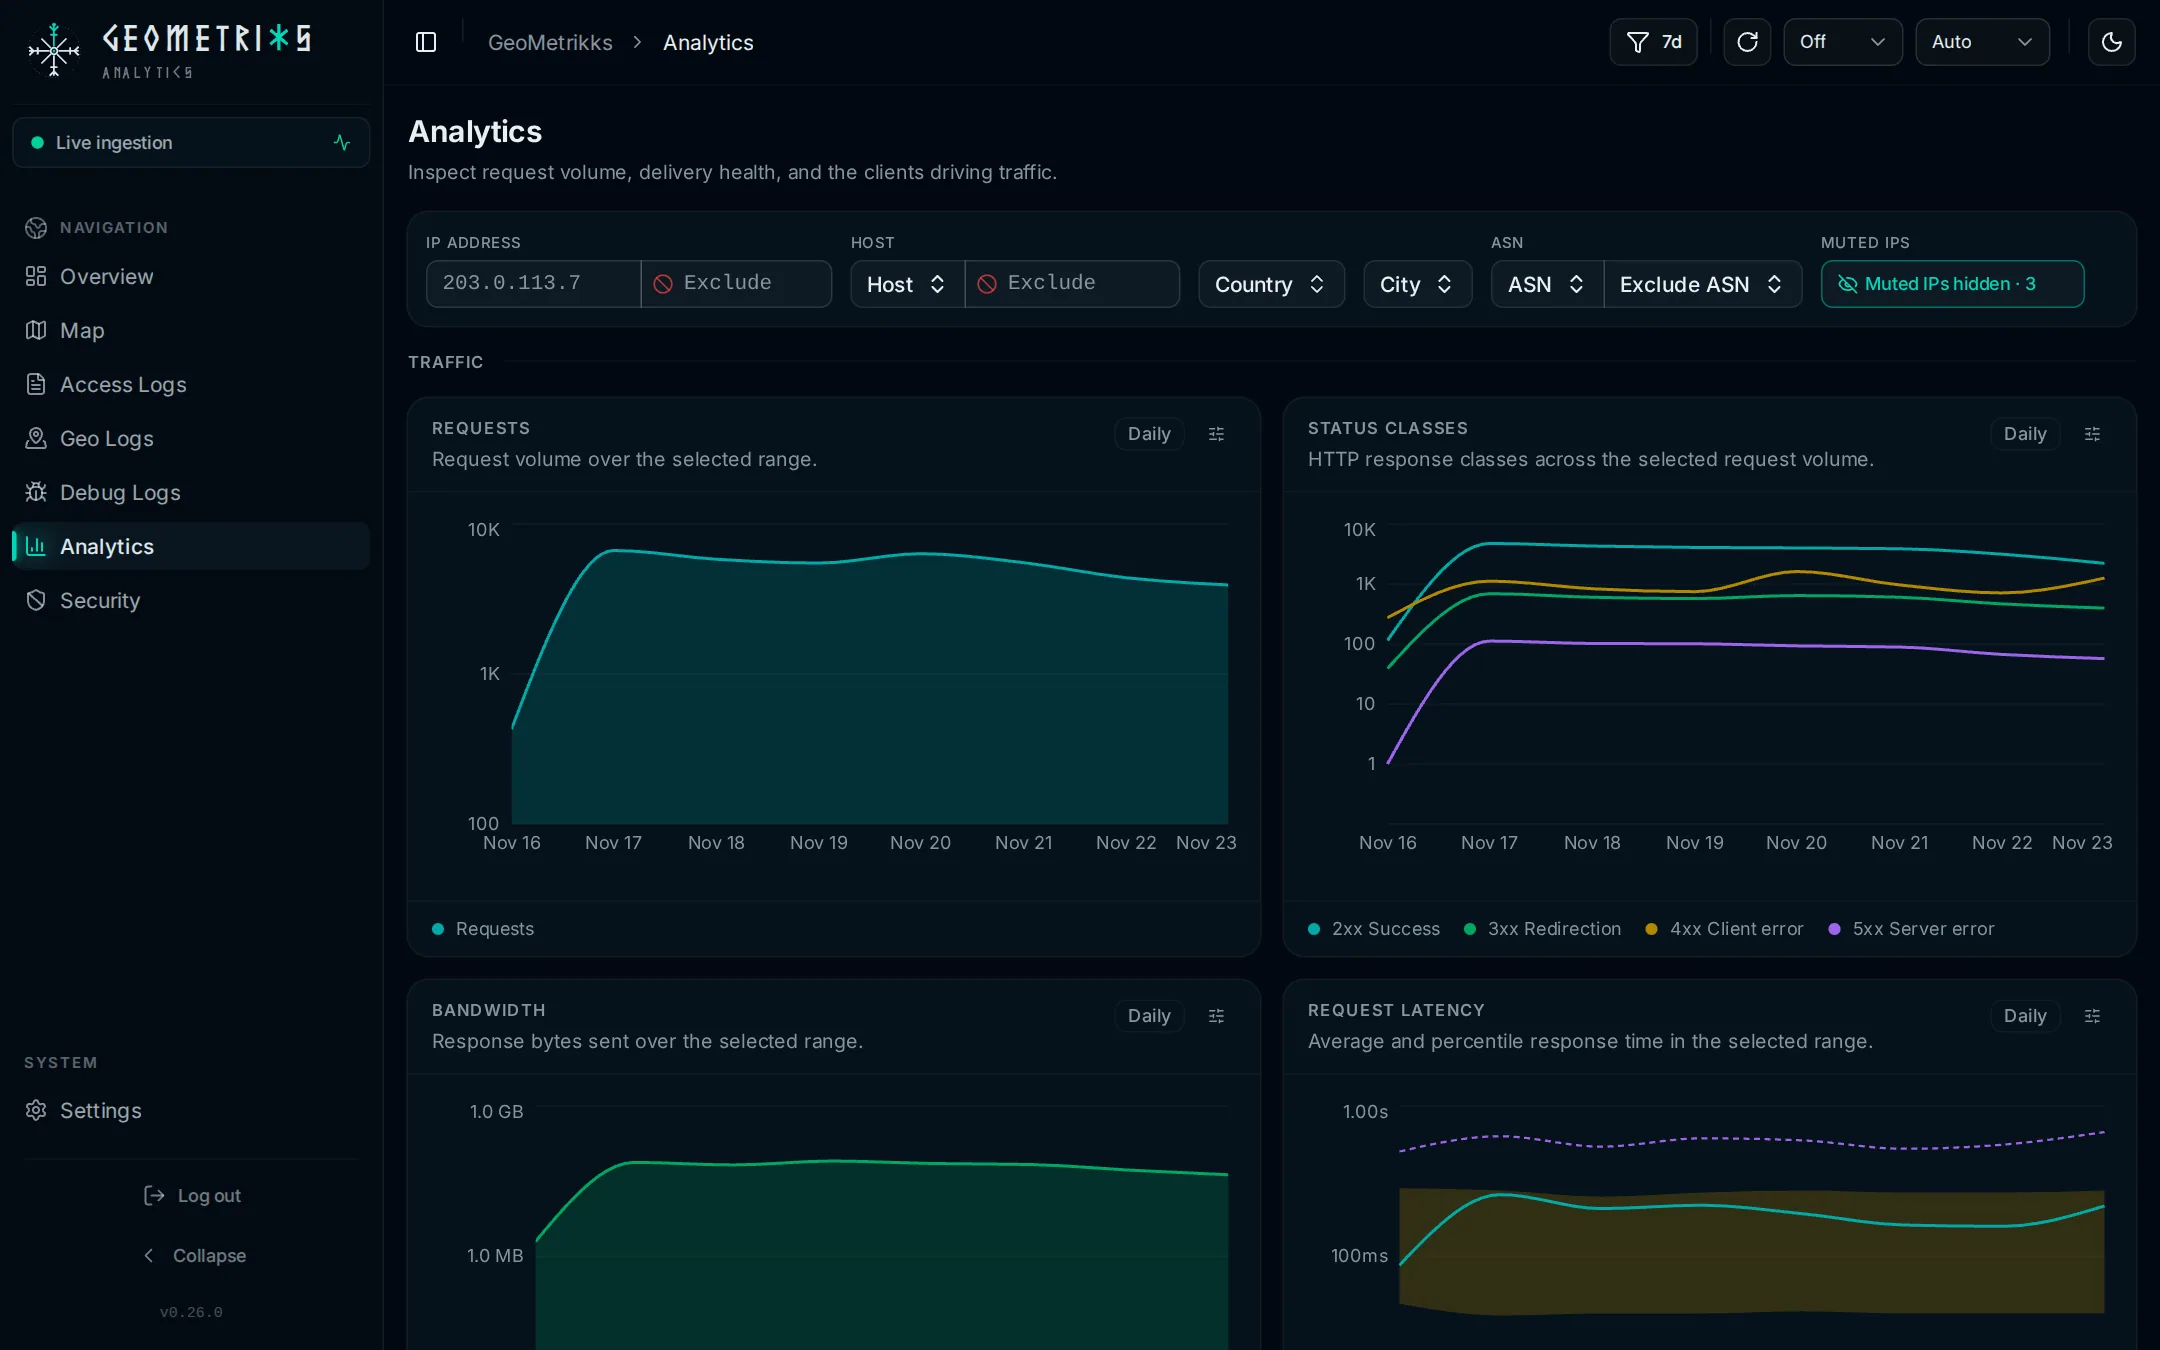 GEOMETRIKS
ANALYTICS
Live ingestion
NAVIGATION
Overview
Map
Access Logs
Geo Logs
Debug Logs
Analytics
Security
SYSTEM
Settings
Log out
Collapse
v0.26.0
GeoMetrikks > Analytics
7d
Off
Auto
Analytics
Inspect request volume, delivery health, and the clients driving traffic.
IP ADDRESS
203.0.113.7
Exclude
HOST
Host
Exclude
Country
City
ASN
ASN
Exclude ASN
MUTED IPS
Muted IPs hidden · 3
TRAFFIC
REQUESTS
Request volume over the selected range.
Daily
10K
1K
100
Nov 16 Nov 17 Nov 18 Nov 19 Nov 20 Nov 21 Nov 22 Nov 23
Requests
STATUS CLASSES
HTTP response classes across the selected request volume.
Daily
10K
1K
100
10
1
Nov 16 Nov 17 Nov 18 Nov 19 Nov 20 Nov 21 Nov 22 Nov 23
2xx Success 3xx Redirection 4xx Client error 5xx Server error
BANDWIDTH
Response bytes sent over the selected range.
Daily
1.0 GB
1.0 MB
REQUEST LATENCY
Average and percentile response time in the selected range.
Daily
1.00s
100ms